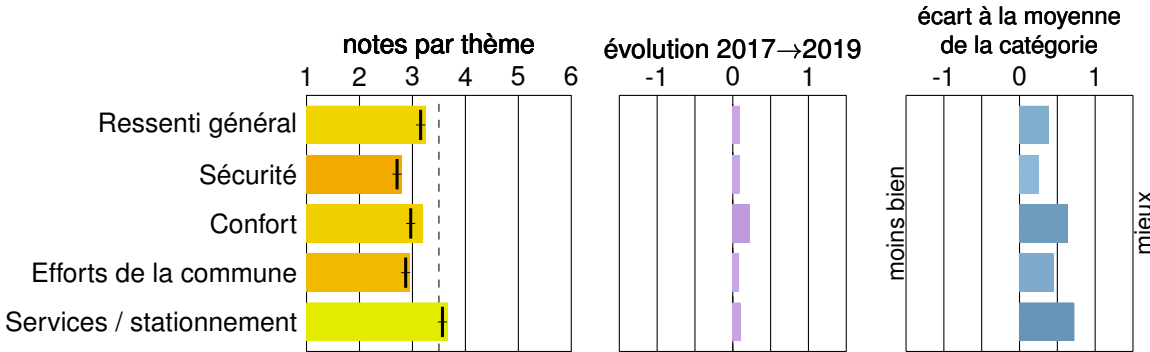 notes par thème
1 2 3 4 5 6
évolution 2017→2019
-1 0 1
écart à la moyenne
de la catégorie
-1 0 1
Ressenti général
Sécurité
Confort
Efforts de la commune
Services / stationnement
moins bien
mieux